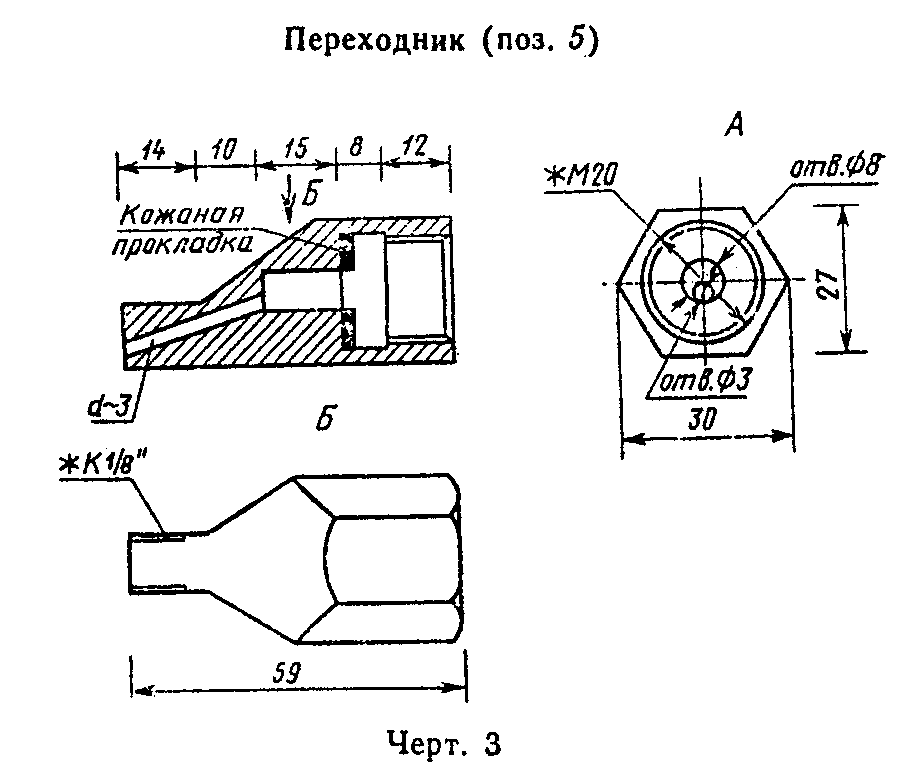 Переходник (поз. 5)
14 10 15 8 12
Б
Кожаная
прокладка
d~3
А
*М20
отв.Ф8
27
отв.Ф3
30
Б
*К1/8"
59
Черт. 3